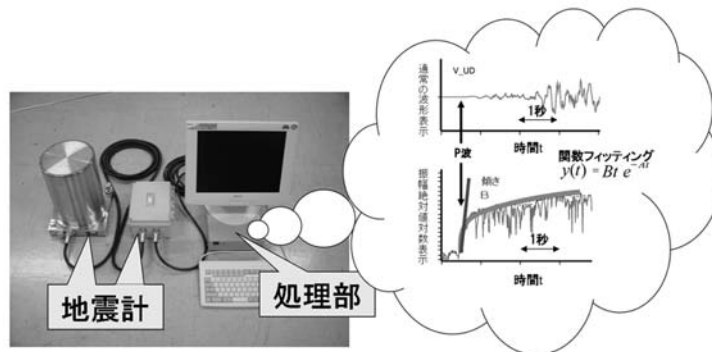 地震計
処理部
通常の波形表示
V_UD
1秒
P波
時間t
関数フィッティング
y(t) = Bt e^{-At}
振幅絶対値対数表示
傾き
B
1秒
時間t